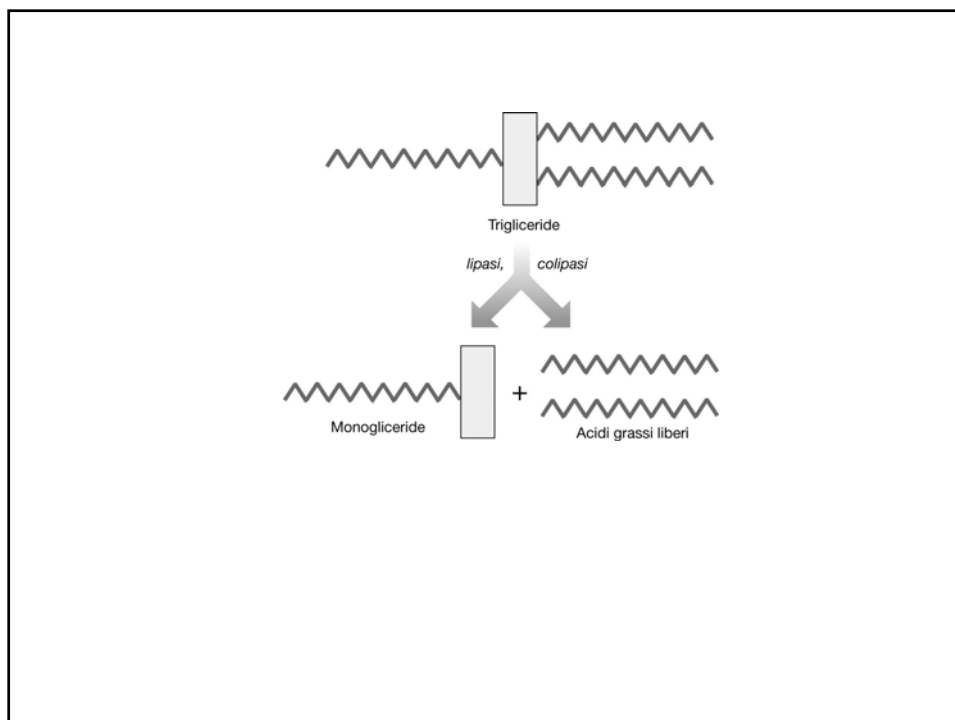 Trigliceride
lipasi, colipasi
+
Monogliceride
Acidi grassi liberi